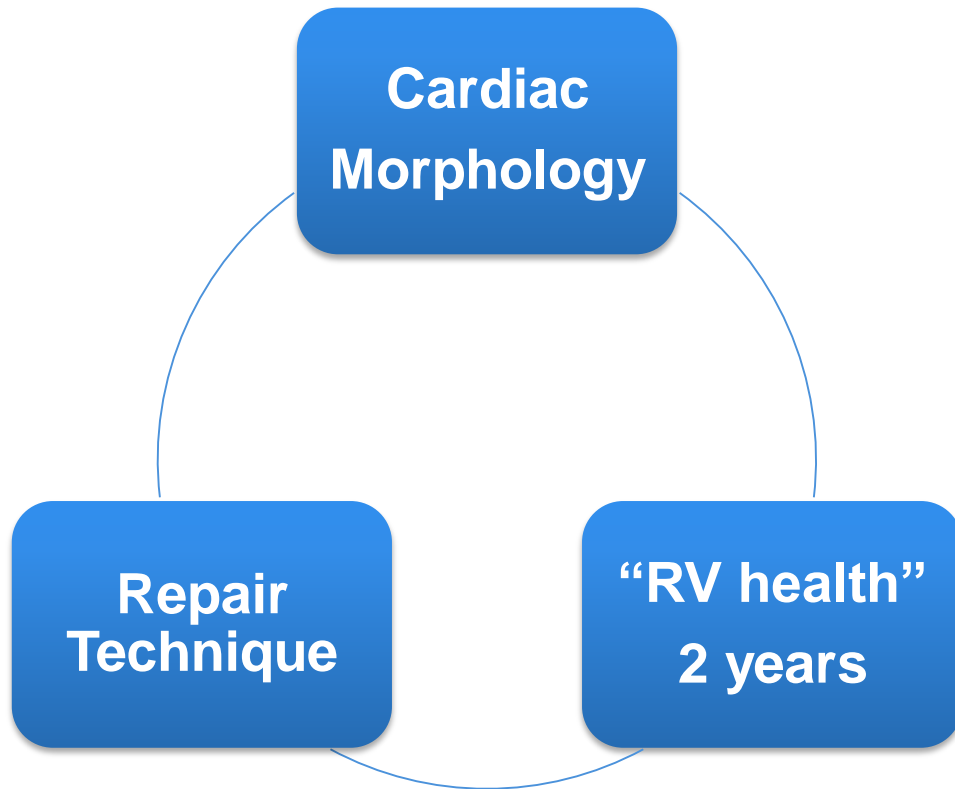 Cardiac
Morphology
Repair
Technique
“RV health”
2 years